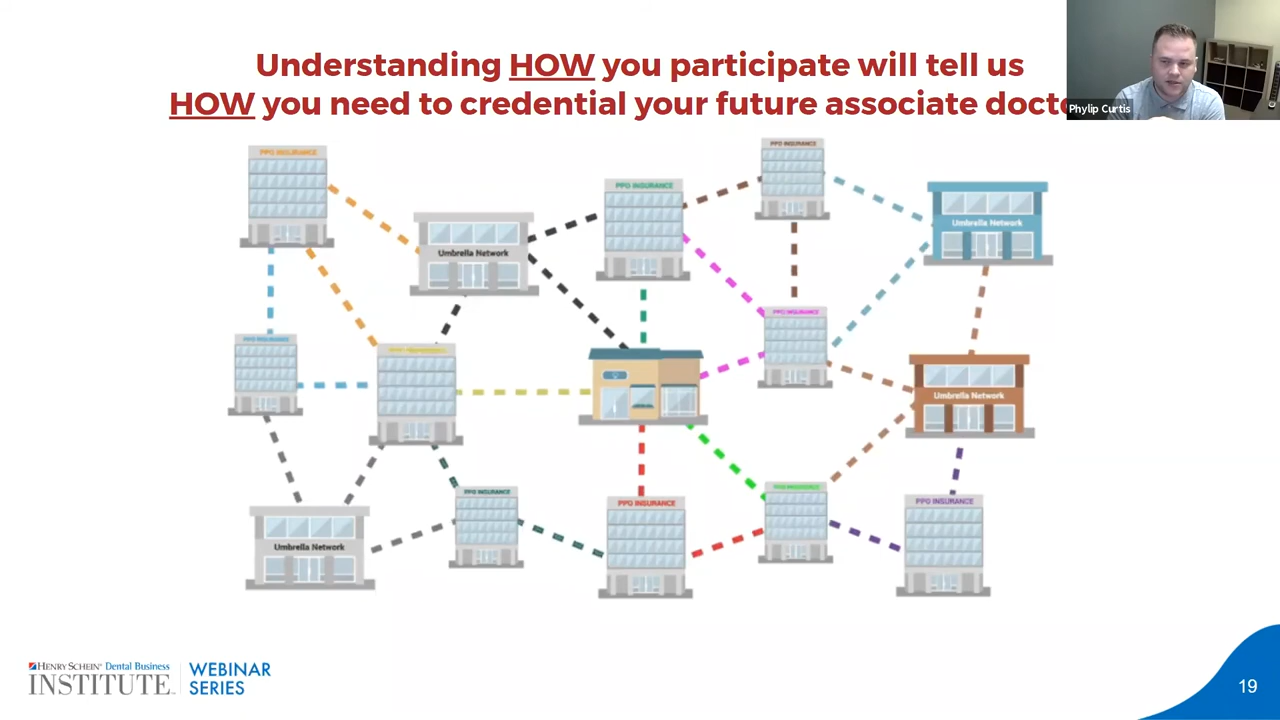 Understanding HOW you participate will tell us
HOW you need to credential your future associate
Phylip Curtis
PPO INSURANCE
PPO INSURANCE
PPO INSURANCE
Umbrella Network
Umbrella Network
PPO INSURANCE
PPO INSURANCE
Umbrella Network
PPO INSURANCE
PPO INSURANCE
PPO INSURANCE
PPO INSURANCE
Umbrella Network
HENRY SCHEIN® Dental Business
INSTITUTE
WEBINAR
SERIES
19